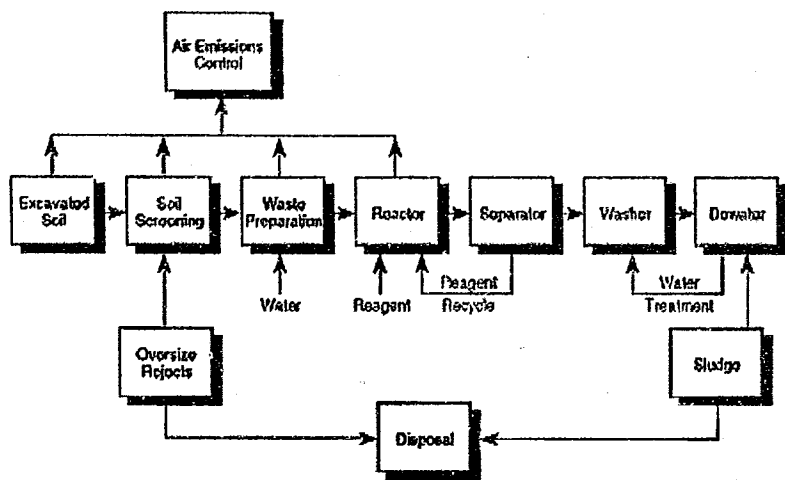 Air Emissions
Control
Excavated
Soil
Soil
Screening
Waste
Preparation
Reactor
Separator
Washer
Dewater
Water
Reagent
Reagent
Recycle
Water
Treatment
Oversize
Rejects
Sludge
Disposal